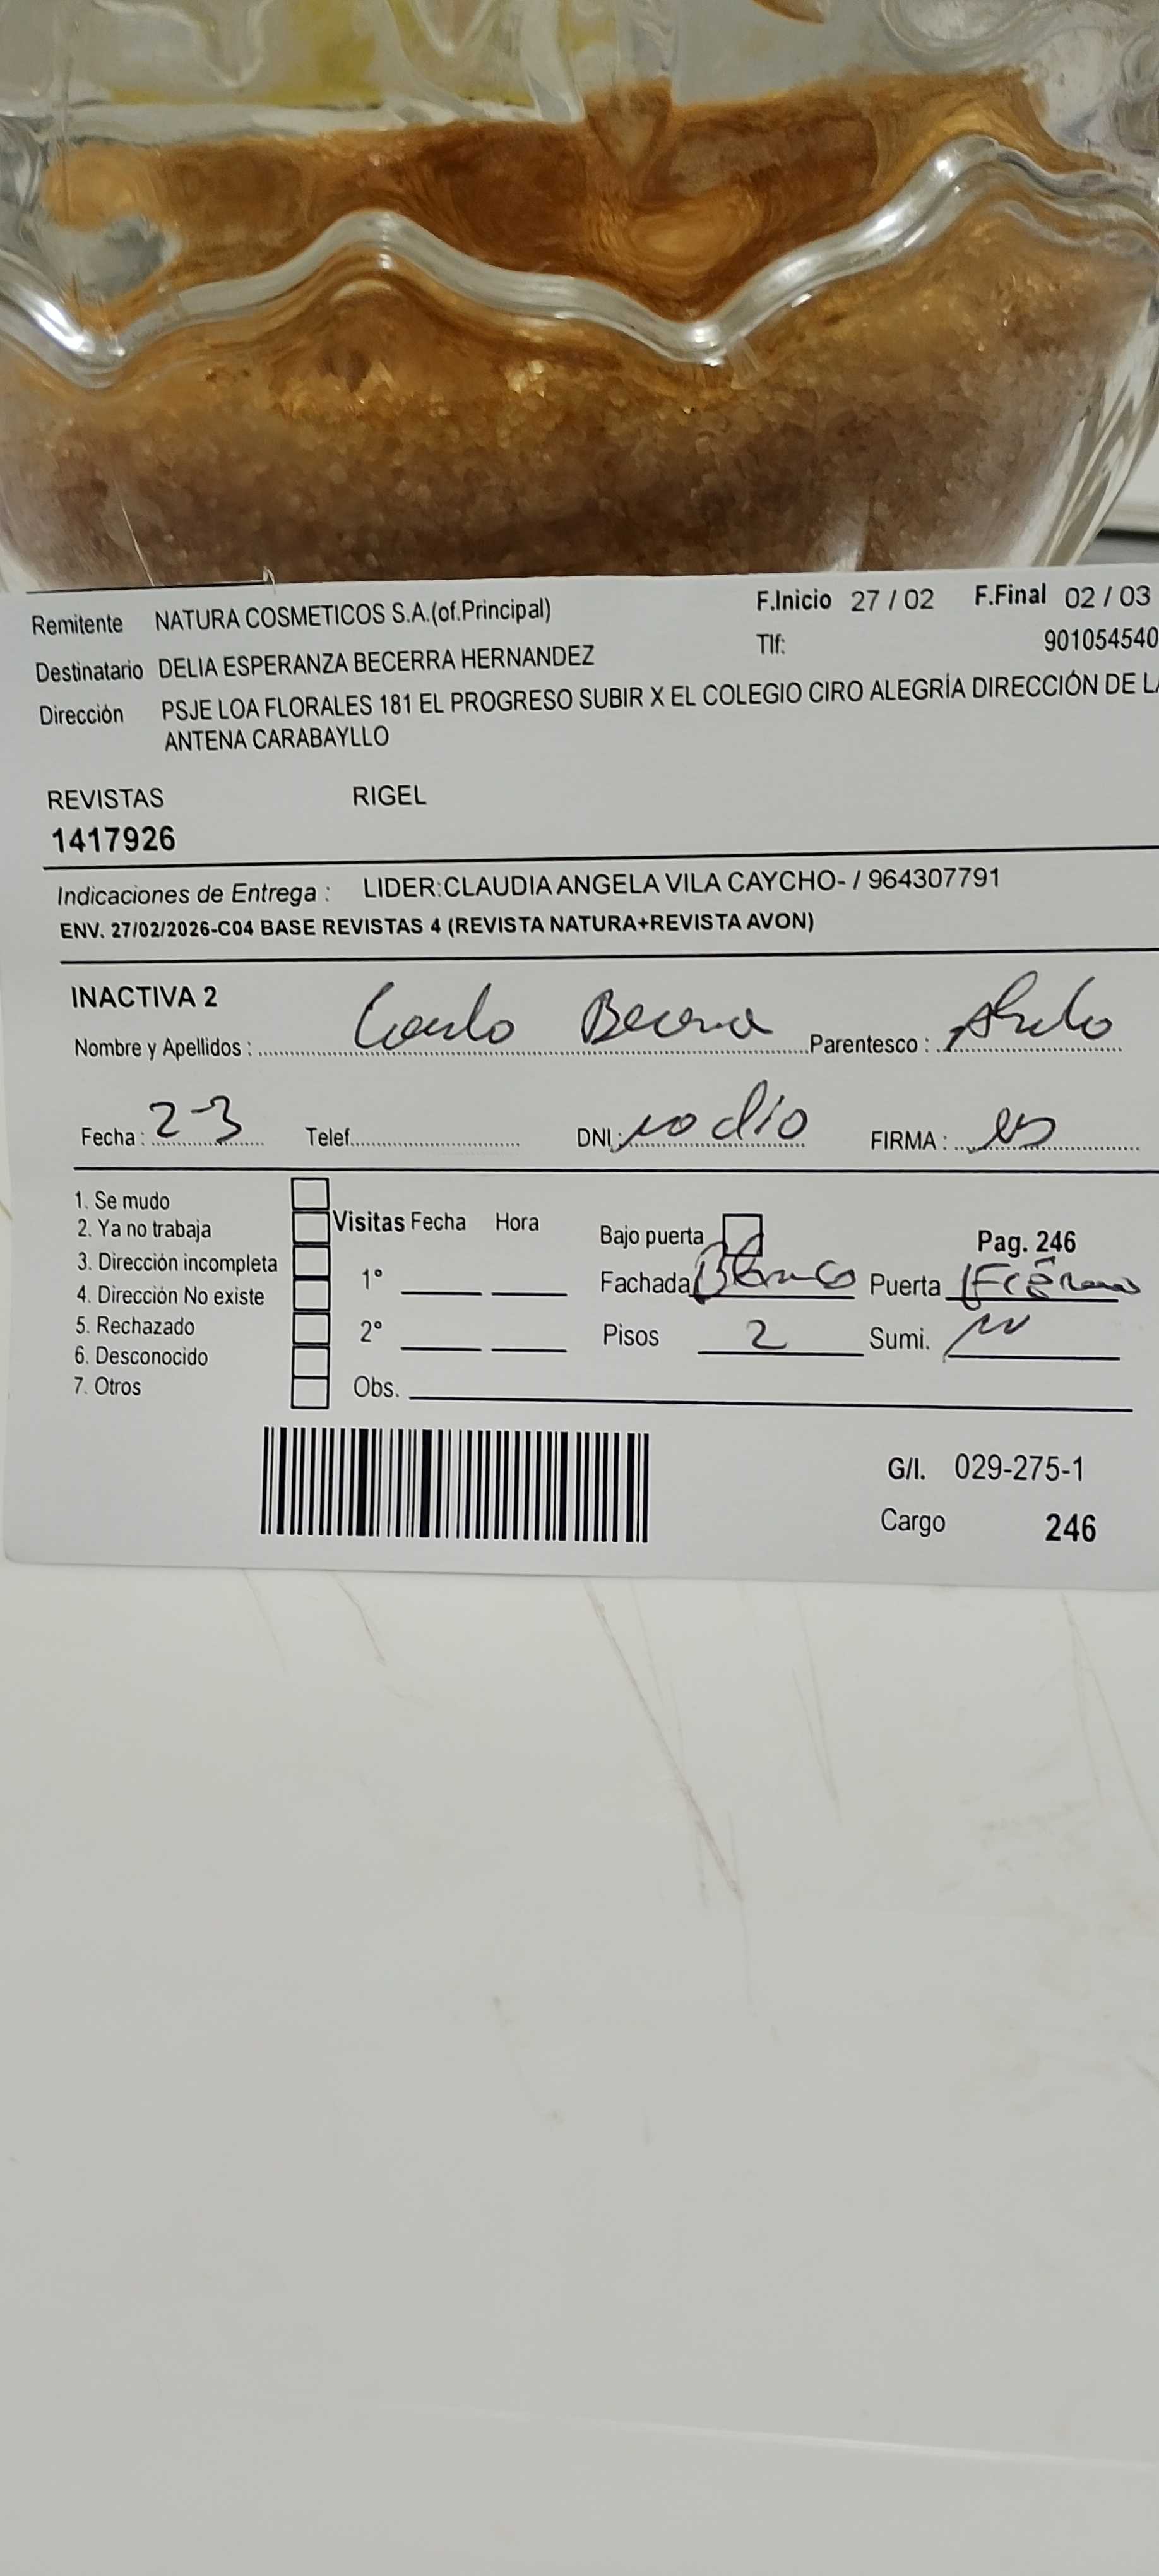 Remitente NATURA COSMETICOS S.A.(of.Principal) F.Inicio 27 / 02 F.Final 02 / 03
Destinatario DELIA ESPERANZA BECERRA HERNANDEZ Tlf: 901054540
Dirección PSJE LOA FLORALES 181 EL PROGRESO SUBIR X EL COLEGIO CIRO ALEGRÍA DIRECCIÓN DE LA
ANTENA CARABAYLLO
REVISTAS RIGEL
1417926
Indicaciones de Entrega : LIDER:CLAUDIA ANGELA VILA CAYCHO- / 964307791
ENV. 27/02/2026-C04 BASE REVISTAS 4 (REVISTA NATURA+REVISTA AVON)
INACTIVA 2
Nombre y Apellidos : Becerra Parentesco :
Fecha : 2-3 Telef. DNI: no dio FIRMA :
1. Se mudo
2. Ya no trabaja Visitas Fecha Hora Bajo puerta Pag. 246
3. Dirección incompleta
4. Dirección No existe 1° Fachada Blanco Puerta
5. Rechazado 2° Pisos 2 Sumi.
6. Desconocido
7. Otros Obs.
G/I. 029-275-1
Cargo 246